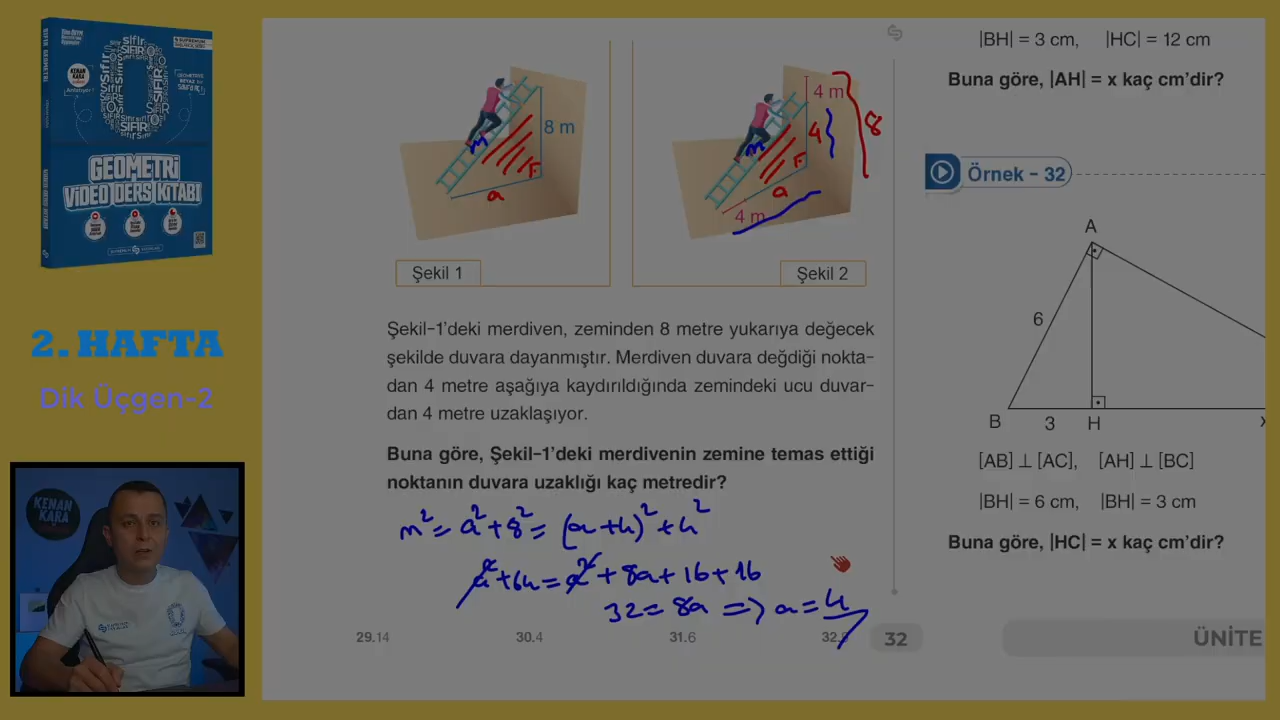 SIFIR
KENAN KARA
Anlatıyor!
GEOMETRİ
VİDEO DERS KİTABI
2. HAFTA
Dik Üçgen-2
KENAN
KARA
8 m
m
F
a
Şekil 1
4 m
4
8
m
F
a
4 m
Şekil 2
Şekil-1'deki merdiven, zeminden 8 metre yukarıya değecek
şekilde duvara dayanmıştır. Merdiven duvara değdiği nokta-
dan 4 metre aşağıya kaydırıldığında zemindeki ucu duvar-
dan 4 metre uzaklaşıyor.
Buna göre, Şekil-1'deki merdivenin zemine temas ettiği
noktanın duvara uzaklığı kaç metredir?
m² = a² + 8² = (a+4)² + 4²
a² + 64 = a² + 8a + 16 + 16
32 = 8a => a = 4
29.14 30.4 31.6 32.
32
|BH| = 3 cm, |HC| = 12 cm
Buna göre, |AH| = x kaç cm'dir?
Örnek - 32
A
6
B 3 H x
[AB] ⊥ [AC], [AH] ⊥ [BC]
|BH| = 6 cm, |BH| = 3 cm
Buna göre, |HC| = x kaç cm'dir?
ÜNİTE